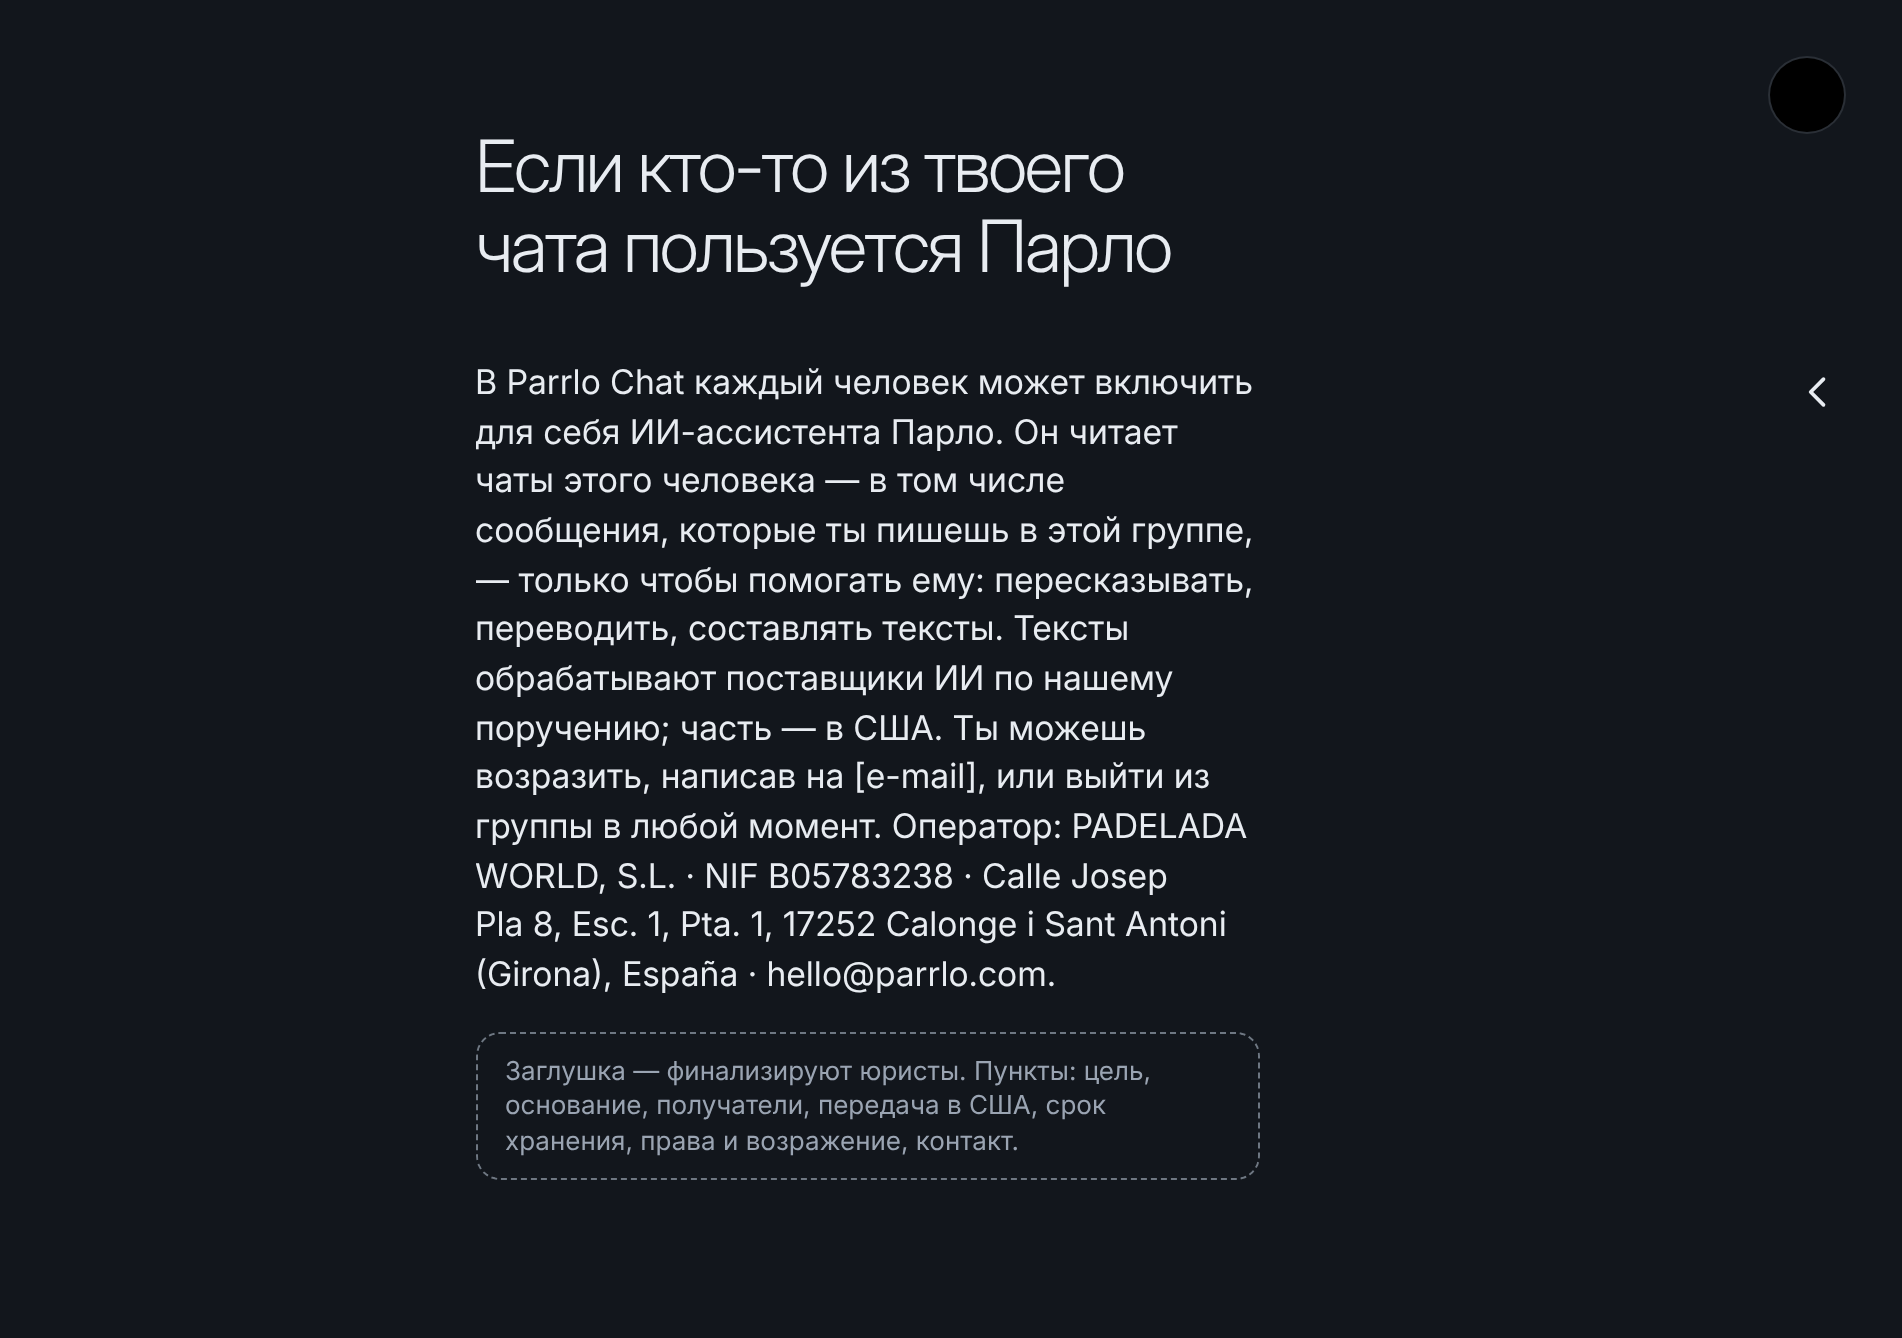 Если кто-то из твоего
чата пользуется Парло
В Parrlo Chat каждый человек может включить
для себя ИИ-ассистента Парло. Он читает
чаты этого человека — в том числе
сообщения, которые ты пишешь в этой группе,
— только чтобы помогать ему: пересказывать,
переводить, составлять тексты. Тексты
обрабатывают поставщики ИИ по нашему
поручению; часть — в США. Ты можешь
возразить, написав на [e-mail], или выйти из
группы в любой момент. Оператор: PADELADA
WORLD, S.L. · NIF B05783238 · Calle Josep
Pla 8, Esc. 1, Pta. 1, 17252 Calonge i Sant Antoni
(Girona), España · hello@parrlo.com.
Заглушка — финализируют юристы. Пункты: цель,
основание, получатели, передача в США, срок
хранения, права и возражение, контакт.